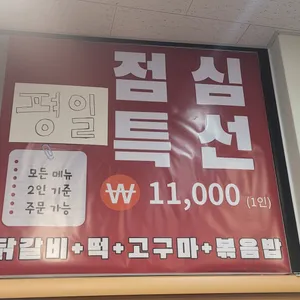 평일
점심
특선
모든 메뉴
2인 기준
주문 가능
₩ 11,000 (1인)
닭갈비+떡+고구마+볶음밥